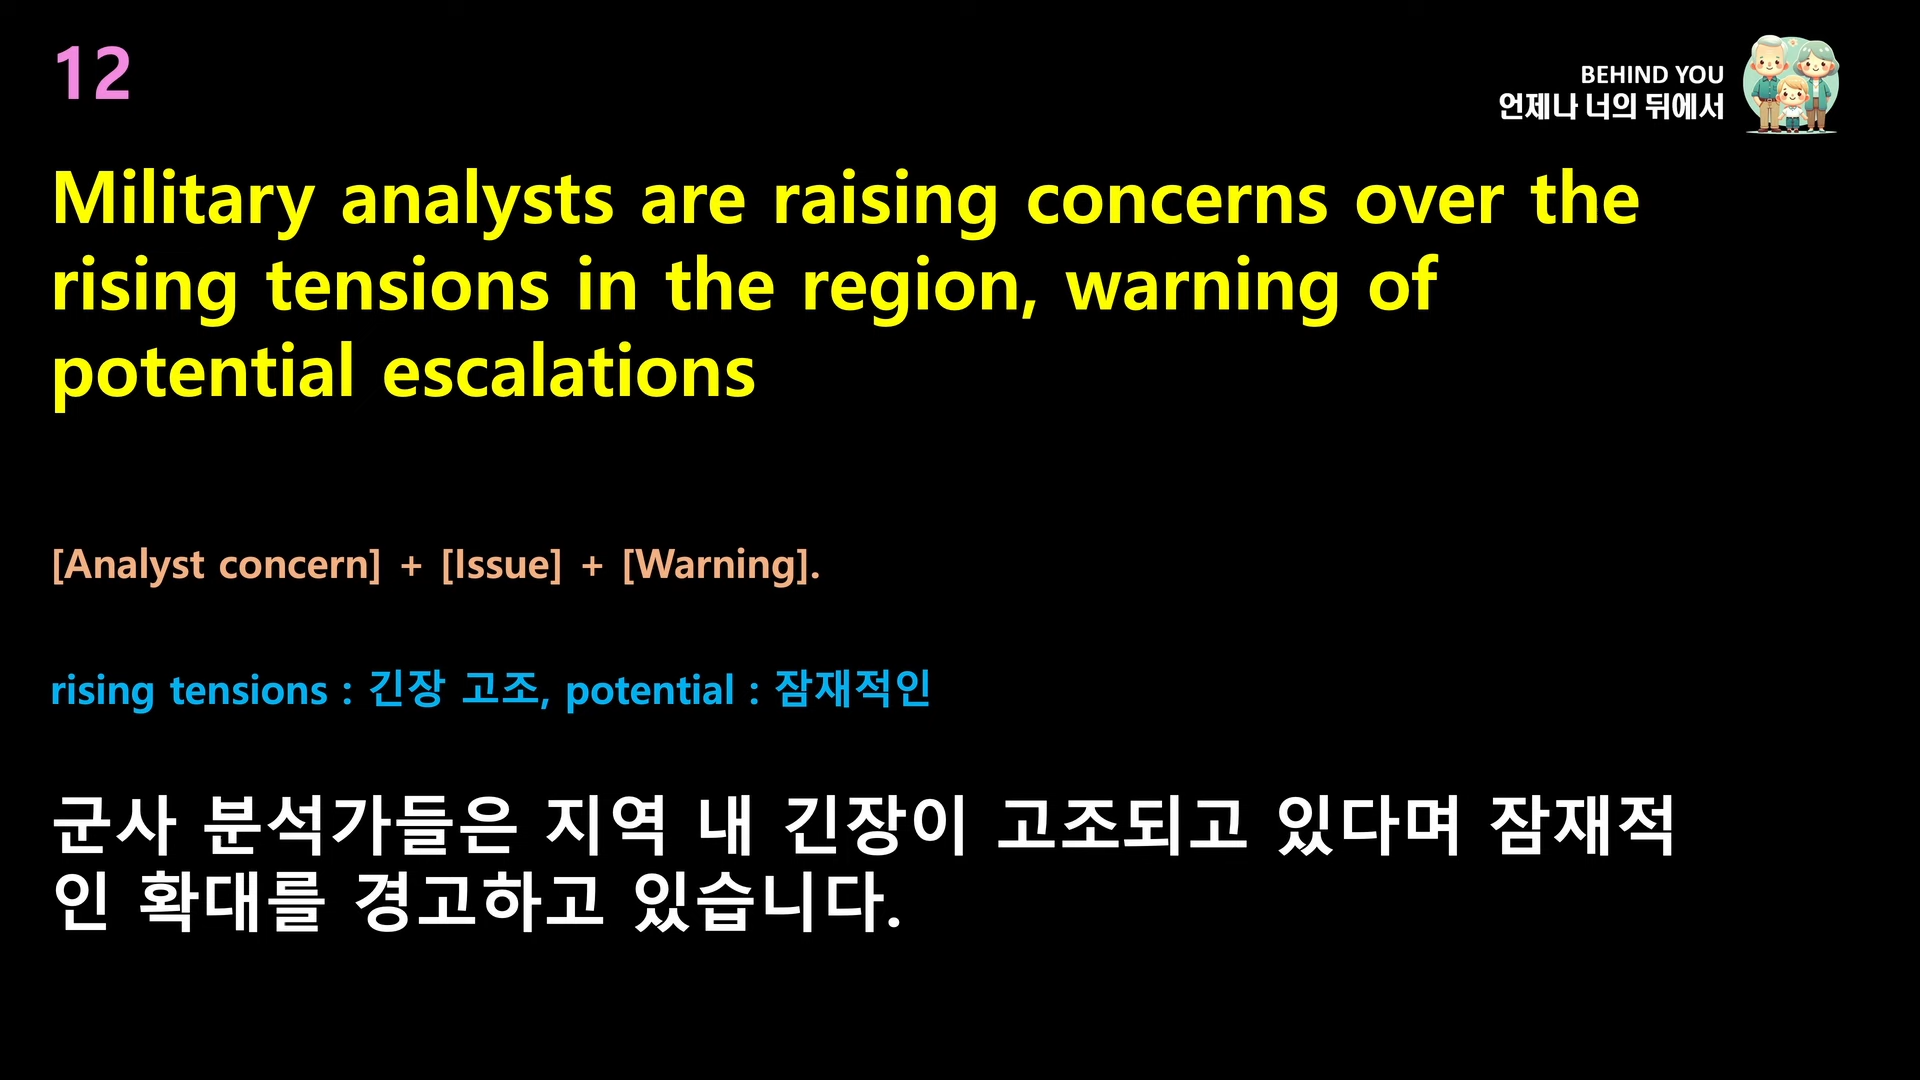 12
BEHIND YOU
언제나 너의 뒤에서
Military analysts are raising concerns over the
rising tensions in the region, warning of
potential escalations
[Analyst concern] + [Issue] + [Warning].
rising tensions : 긴장 고조, potential : 잠재적인
군사 분석가들은 지역 내 긴장이 고조되고 있다며 잠재적
인 확대를 경고하고 있습니다.